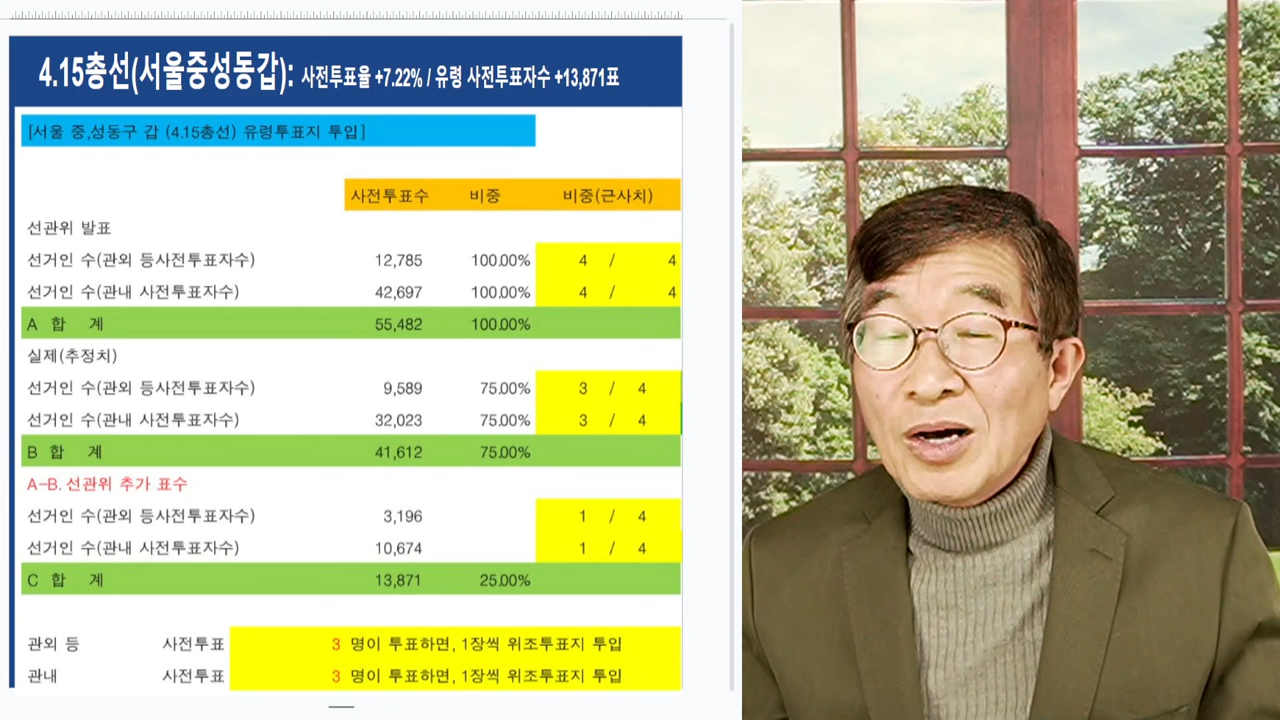 4.15총선(서울중성동갑): 사전투표율 +7.22% / 유령 사전투표자수 +13,871표
[서울 중,성동구 갑 (4.15총선) 유령투표지 투입]
사전투표수 비중 비중(근사치)
선관위 발표
선거인 수(관외 등사전투표자수) 12,785 100.00% 4 / 4
선거인 수(관내 사전투표자수) 42,697 100.00% 4 / 4
A 합 계 55,482 100.00%
실제(추정치)
선거인 수(관외 등사전투표자수) 9,589 75.00% 3 / 4
선거인 수(관내 사전투표자수) 32,023 75.00% 3 / 4
B 합 계 41,612 75.00%
A-B. 선관위 추가 표수
선거인 수(관외 등사전투표자수) 3,196 1 / 4
선거인 수(관내 사전투표자수) 10,674 1 / 4
C 합 계 13,871 25.00%
관외 등 사전투표 3 명이 투표하면, 1장씩 위조투표지 투입
관내 사전투표 3 명이 투표하면, 1장씩 위조투표지 투입